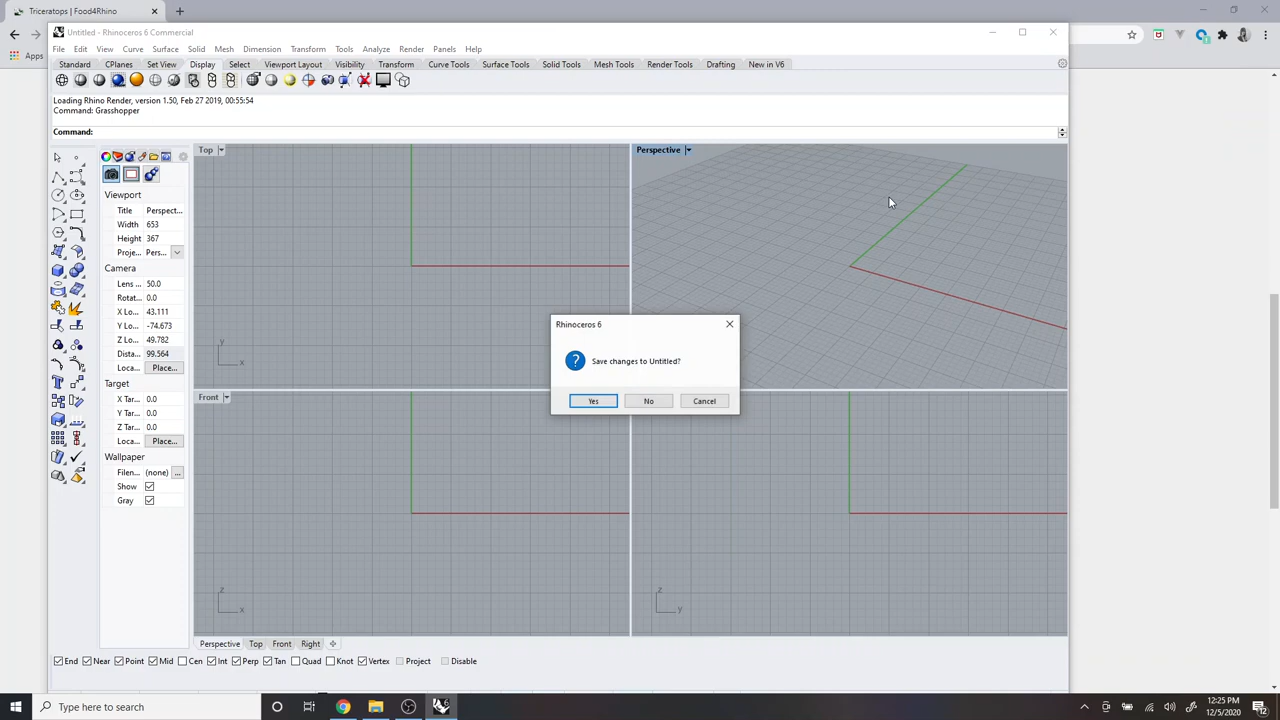 Triceratops | Food4Rhino
Apps
Untitled - Rhinoceros 6 Commercial
File Edit View Curve Surface Solid Mesh Dimension Transform Tools Analyze Render Panels Help
Standard CPlanes Set View Display Select Viewport Layout Visibility Transform Curve Tools Surface Tools Solid Tools Mesh Tools Render Tools Drafting New in V6
Loading Rhino Render, version 1.50, Feb 27 2019, 00:55:54
Command: Grasshopper
Command:
Top
Perspective
Viewport
Title Perspect...
Width 653
Height 367
Proje... Pers...
Camera
Lens ... 50.0
Rotat... 0.0
X Lo... 43.111
Y Lo... -74.673
Z Lo... 49.782
Dista... 99.564
Loca... Place...
Target
X Tar... 0.0
Y Tar... 0.0
Z Tar... 0.0
Loca... Place...
Wallpaper
Filen... (none) ...
Show
Gray
y
x
Rhinoceros 6
Save changes to Untitled?
Yes No Cancel
Front
z
x
z
y
Perspective Top Front Right
End Near Point Mid Cen Int Perp Tan Quad Knot Vertex Project Disable
Type here to search
12:25 PM
12/5/2020